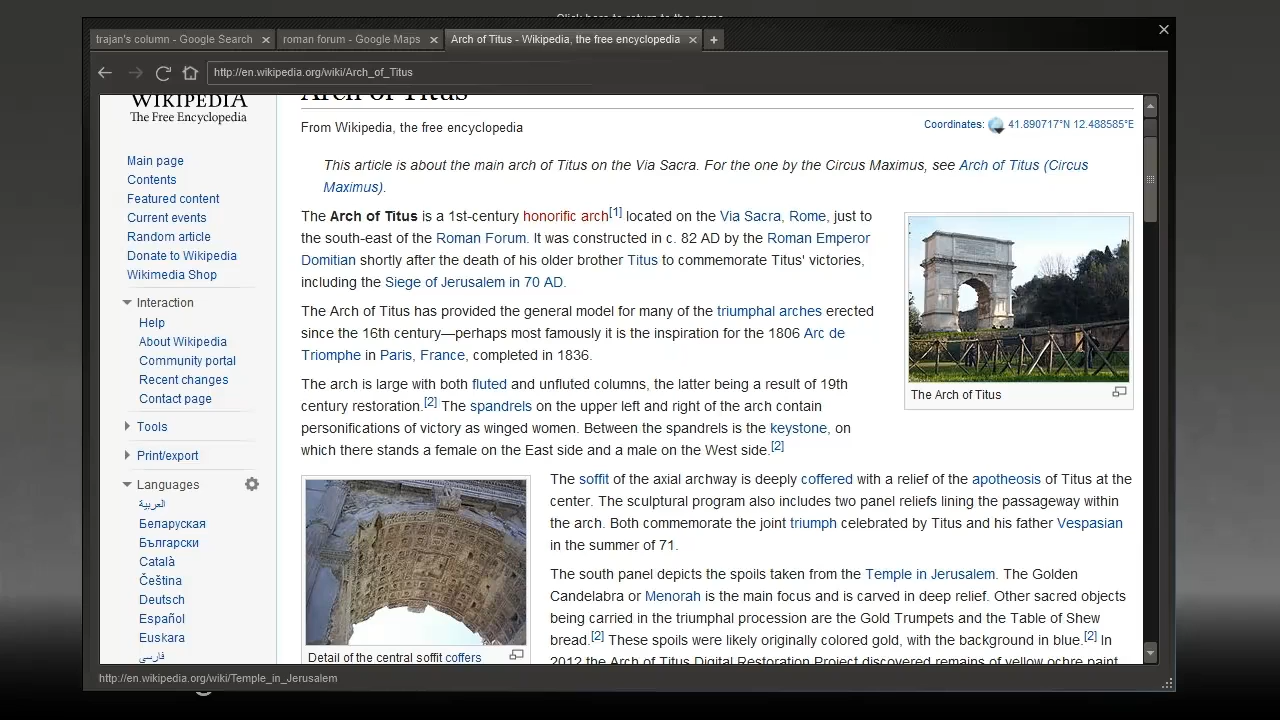 Click here to return to the game
trajan's column - Google Search
roman forum - Google Maps
Arch of Titus - Wikipedia, the free encyclopedia
http://en.wikipedia.org/wiki/Arch_of_Titus
WIKIPEDIA
The Free Encyclopedia
Main page
Contents
Featured content
Current events
Random article
Donate to Wikipedia
Wikimedia Shop
Interaction
Help
About Wikipedia
Community portal
Recent changes
Contact page
Tools
Print/export
Languages
العربية
Беларуская
Български
Català
Čeština
Deutsch
Español
Euskara
فارسی
Arch of Titus
From Wikipedia, the free encyclopedia
Coordinates: 41.890717°N 12.488585°E
This article is about the main arch of Titus on the Via Sacra. For the one by the Circus Maximus, see Arch of Titus (Circus
Maximus).
The Arch of Titus is a 1st-century honorific arch[1] located on the Via Sacra, Rome, just to
the south-east of the Roman Forum. It was constructed in c. 82 AD by the Roman Emperor
Domitian shortly after the death of his older brother Titus to commemorate Titus' victories,
including the Siege of Jerusalem in 70 AD.
The Arch of Titus has provided the general model for many of the triumphal arches erected
since the 16th century—perhaps most famously it is the inspiration for the 1806 Arc de
Triomphe in Paris, France, completed in 1836.
The arch is large with both fluted and unfluted columns, the latter being a result of 19th
century restoration.[2] The spandrels on the upper left and right of the arch contain
personifications of victory as winged women. Between the spandrels is the keystone, on
which there stands a female on the East side and a male on the West side.[2]
The Arch of Titus
The soffit of the axial archway is deeply coffered with a relief of the apotheosis of Titus at the
center. The sculptural program also includes two panel reliefs lining the passageway within
the arch. Both commemorate the joint triumph celebrated by Titus and his father Vespasian
in the summer of 71.
The south panel depicts the spoils taken from the Temple in Jerusalem. The Golden
Candelabra or Menorah is the main focus and is carved in deep relief. Other sacred objects
being carried in the triumphal procession are the Gold Trumpets and the Table of Shew
bread.[2] These spoils were likely originally colored gold, with the background in blue.[2] In
2012 the Arch of Titus Digital Restoration Project discovered remains of yellow ochre paint
Detail of the central soffit coffers
http://en.wikipedia.org/wiki/Temple_in_Jerusalem